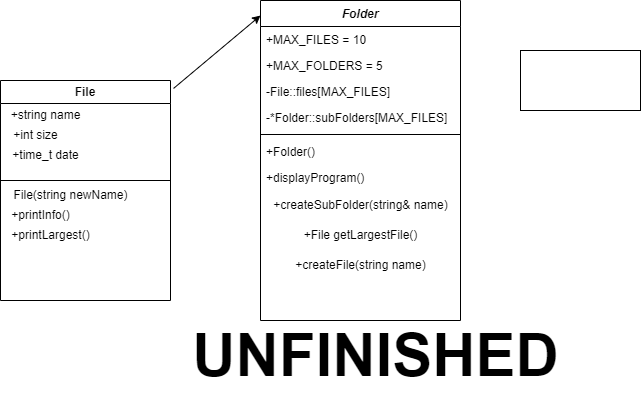 File
+string name
+int size
+time_t date
File(string newName)
+printInfo()
+printLargest()
Folder
+MAX_FILES = 10
+MAX_FOLDERS = 5
-File::files[MAX_FILES]
-*Folder::subFolders[MAX_FILES]
+Folder()
+displayProgram()
+createSubFolder(string& name)
+File getLargestFile()
+createFile(string name)
UNFINISHED